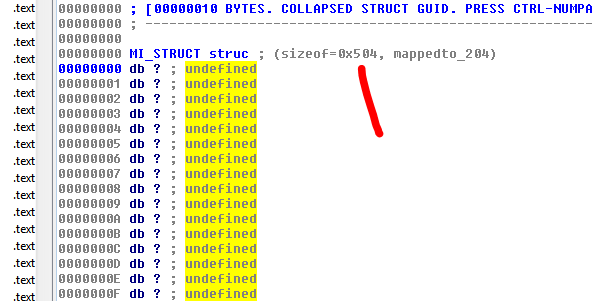 .text 00000000 ; [00000010 BYTES. COLLAPSED STRUCT GUID. PRESS CTRL-NUMPA
.text 00000000 ; ---------------------------------------------------------
.text 00000000
.text 00000000 MI_STRUCT struc ; (sizeof=0x504, mappedto_204)
.text 00000000 db ? ; undefined
.text 00000001 db ? ; undefined
.text 00000002 db ? ; undefined
.text 00000003 db ? ; undefined
.text 00000004 db ? ; undefined
.text 00000005 db ? ; undefined
.text 00000006 db ? ; undefined
.text 00000007 db ? ; undefined
.text 00000008 db ? ; undefined
.text 00000009 db ? ; undefined
.text 0000000A db ? ; undefined
.text 0000000B db ? ; undefined
.text 0000000C db ? ; undefined
.text 0000000D db ? ; undefined
.text 0000000E db ? ; undefined
.text 0000000F db ? ; undefined